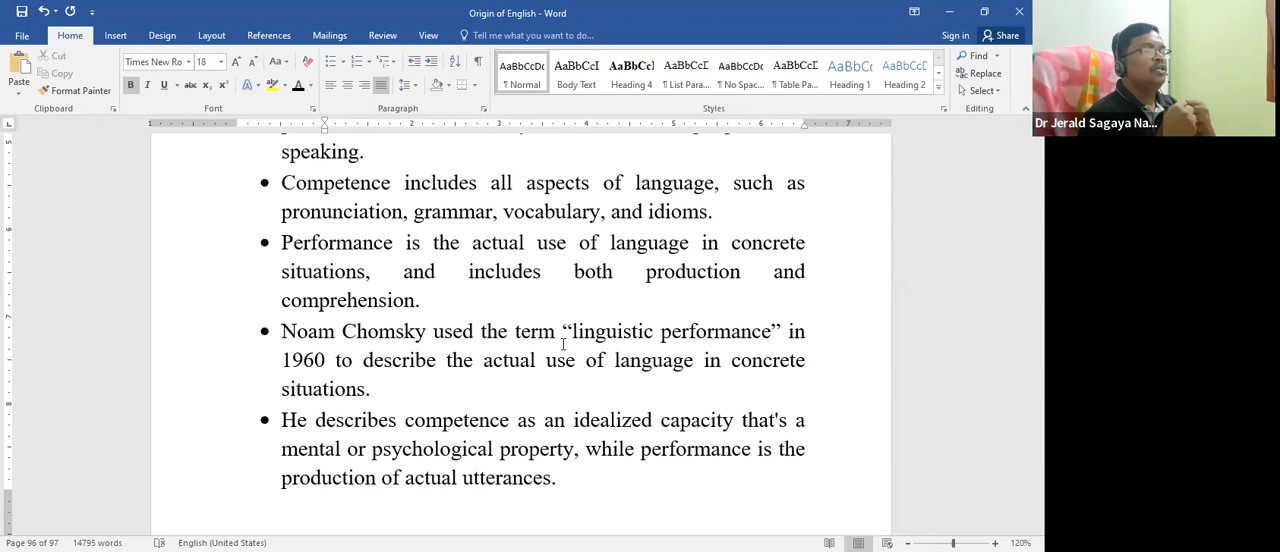 Origin of English - Word
File Home Insert Design Layout References Mailings Review View Tell me what you want to do... Sign in Share
Cut
Copy
Format Painter
Paste
Clipboard
Times New Ro 18
Font
Paragraph
AaBbCcDc AaBbCcI AaBbCcI AaBbCcDc AaBbCcDc AaBbCcDc AaBbCc AaBbCc
¶ Normal Body Text Heading 4 ¶ List Para... ¶ No Spac... ¶ Table Pa... Heading 1 Heading 2
Styles
Find
Replace
Select
Editing
Dr Jerald Sagaya Na...
speaking.
• Competence includes all aspects of language, such as
pronunciation, grammar, vocabulary, and idioms.
• Performance is the actual use of language in concrete
situations, and includes both production and
comprehension.
• Noam Chomsky used the term “linguistic performance” in
1960 to describe the actual use of language in concrete
situations.
• He describes competence as an idealized capacity that's a
mental or psychological property, while performance is the
production of actual utterances.
Page 96 of 97 14795 words English (United States) 120%